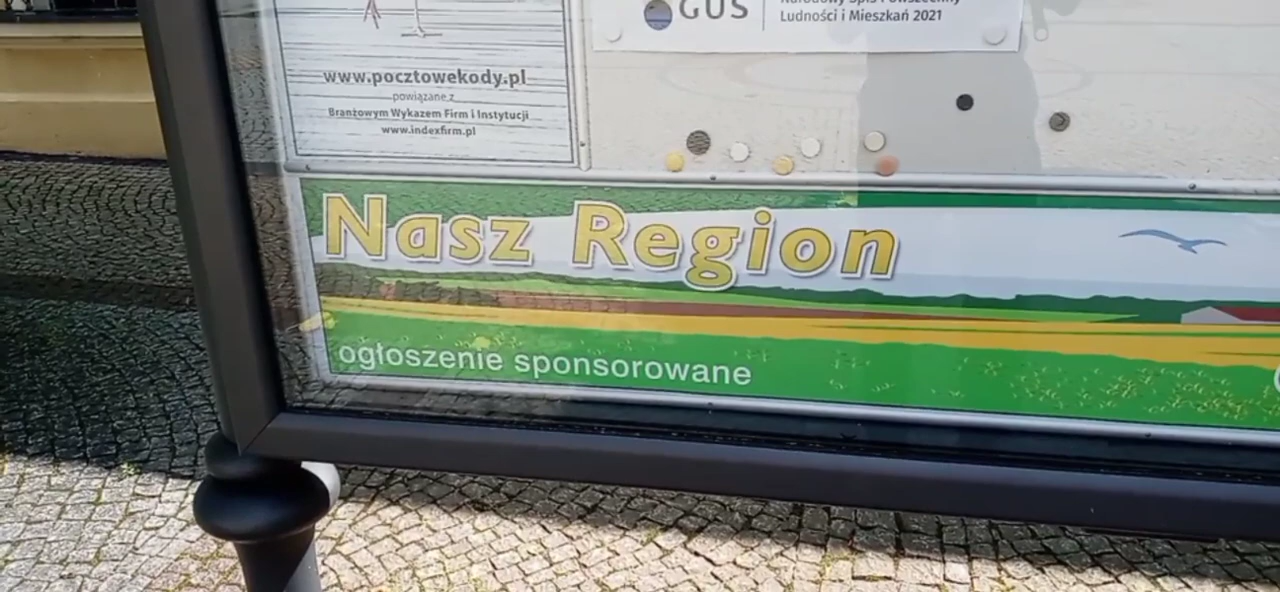 www.pocztowekody.pl
powiązane z
Branżowym Wykazem Firm i Instytucji
www.indexfirm.pl
GUS
Narodowy Spis Powszechny
Ludności i Mieszkań 2021
Nasz Region
ogłoszenie sponsorowane